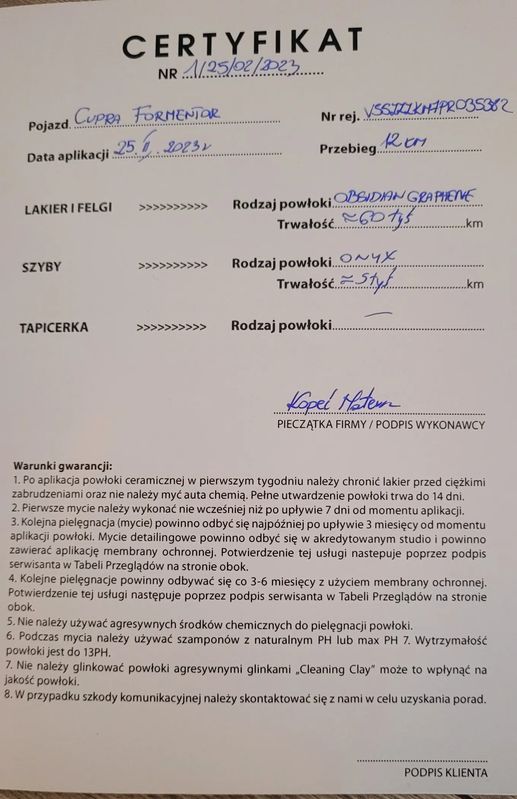 CERTYFIKAT
NR 1/25/02/2023
Pojazd CUPRA FORMENTOR Nr rej.
Data aplikacji 25.II.2023r Przebieg 12 KM
LAKIER I FELGI >>>>>>>>>> Rodzaj powłoki OBSIDIAN GRAPHENE
Trwałość ≈60 tyś km
SZYBY >>>>>>>>>> Rodzaj powłoki ONYX
Trwałość ≈5tyś km
TAPICERKA >>>>>>>>>> Rodzaj powłoki —
Kopeć
PIECZĄTKA FIRMY / PODPIS WYKONAWCY
Warunki gwarancji:
1. Po aplikacja powłoki ceramicznej w pierwszym tygodniu należy chronić lakier przed ciężkimi
zabrudzeniami oraz nie należy myć auta chemią. Pełne utwardzenie powłoki trwa do 14 dni.
2. Pierwsze mycie należy wykonać nie wcześniej niż po upływie 7 dni od momentu aplikacji.
3. Kolejna pielęgnacja (mycie) powinno odbyć się najpóźniej po upływie 3 miesięcy od momentu
aplikacji powłoki. Mycie detailingowe powinno odbyć się w akredytowanym studio i powinno
zawierać aplikację membrany ochronnej. Potwierdzenie tej usługi nastepuje poprzez podpis
serwisanta w Tabeli Przeglądów na stronie obok.
4. Kolejne pielęgnacje powinny odbywać się co 3-6 miesięcy z użyciem membrany ochronnej.
Potwierdzenie tej usługi następuje poprzez podpis serwisanta w Tabeli Przeglądów na stronie
obok.
5. Nie należy używać agresywnych środków chemicznych do pielęgnacji powłoki.
6. Podczas mycia należy używać szamponów z naturalnym PH lub max PH 7. Wytrzymałość
powłoki jest do 13PH.
7. Nie należy glinkować powłoki agresywnymi glinkami „Cleaning Clay” może to wpłynąć na
jakość powłoki.
8. W przypadku szkody komunikacyjnej należy skontaktować się z nami w celu uzyskania porad.
PODPIS KLIENTA